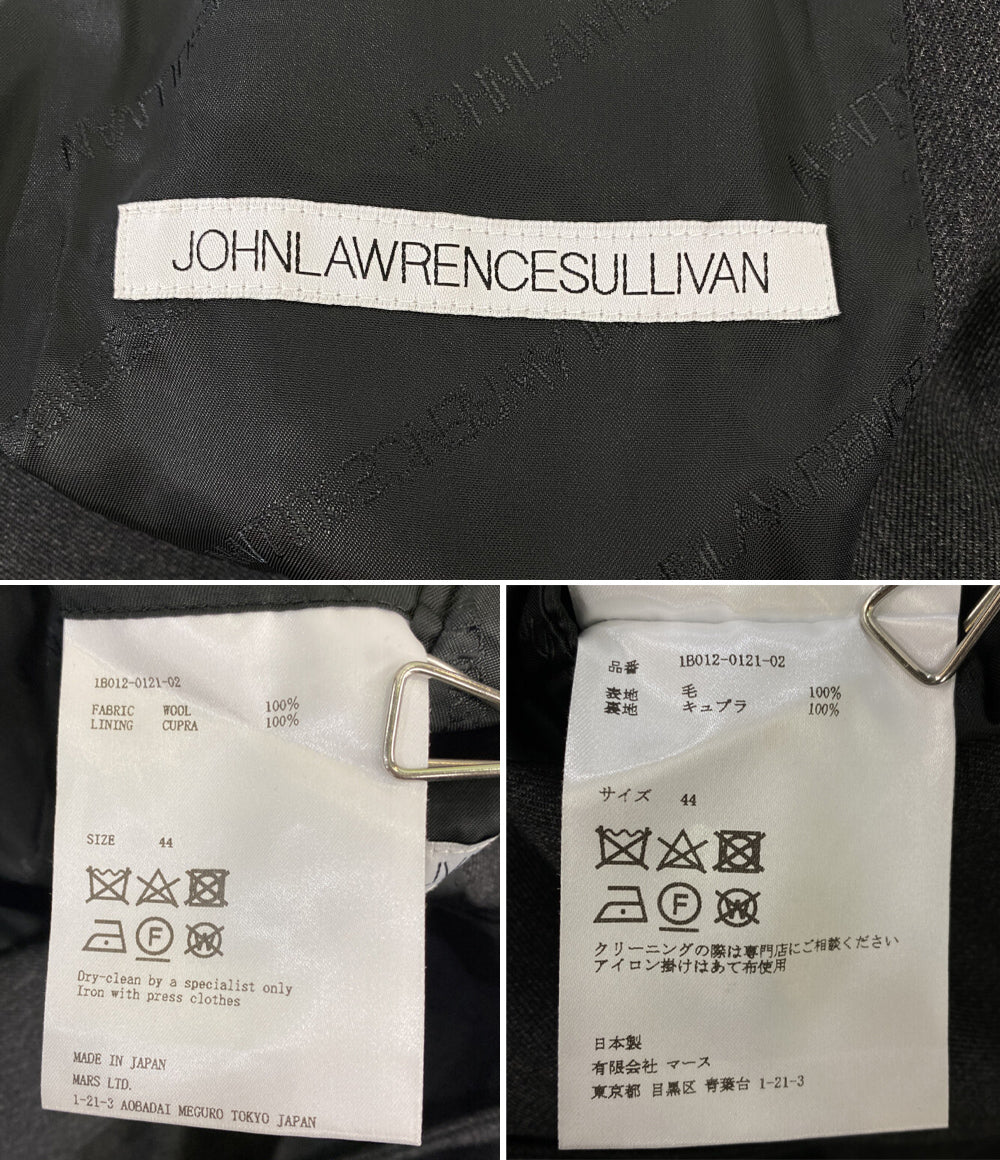 JOHNLAWRENCESULLIVAN
1B012-0121-02
FABRIC WOOL 100%
LINING CUPRA 100%
SIZE 44
F
W
Dry-clean by a specialist only
Iron with press clothes
MADE IN JAPAN
MARS LTD.
1-21-3 AOBADAI MEGURO TOKYO JAPAN
品番 1B012-0121-02
表地 毛 100%
裏地 キュプラ 100%
サイズ 44
F
W
クリーニングの際は専門店にご相談ください
アイロン掛けはあて布使用
日本製
有限会社 マース
東京都 目黒区 青葉台 1-21-3